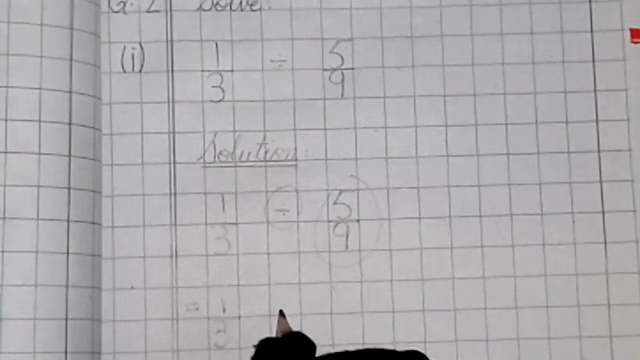 Q. 2 Solve:
(i) 1/3 ÷ 5/9
Solution:
1/3 ÷ 5/9
= 1/3